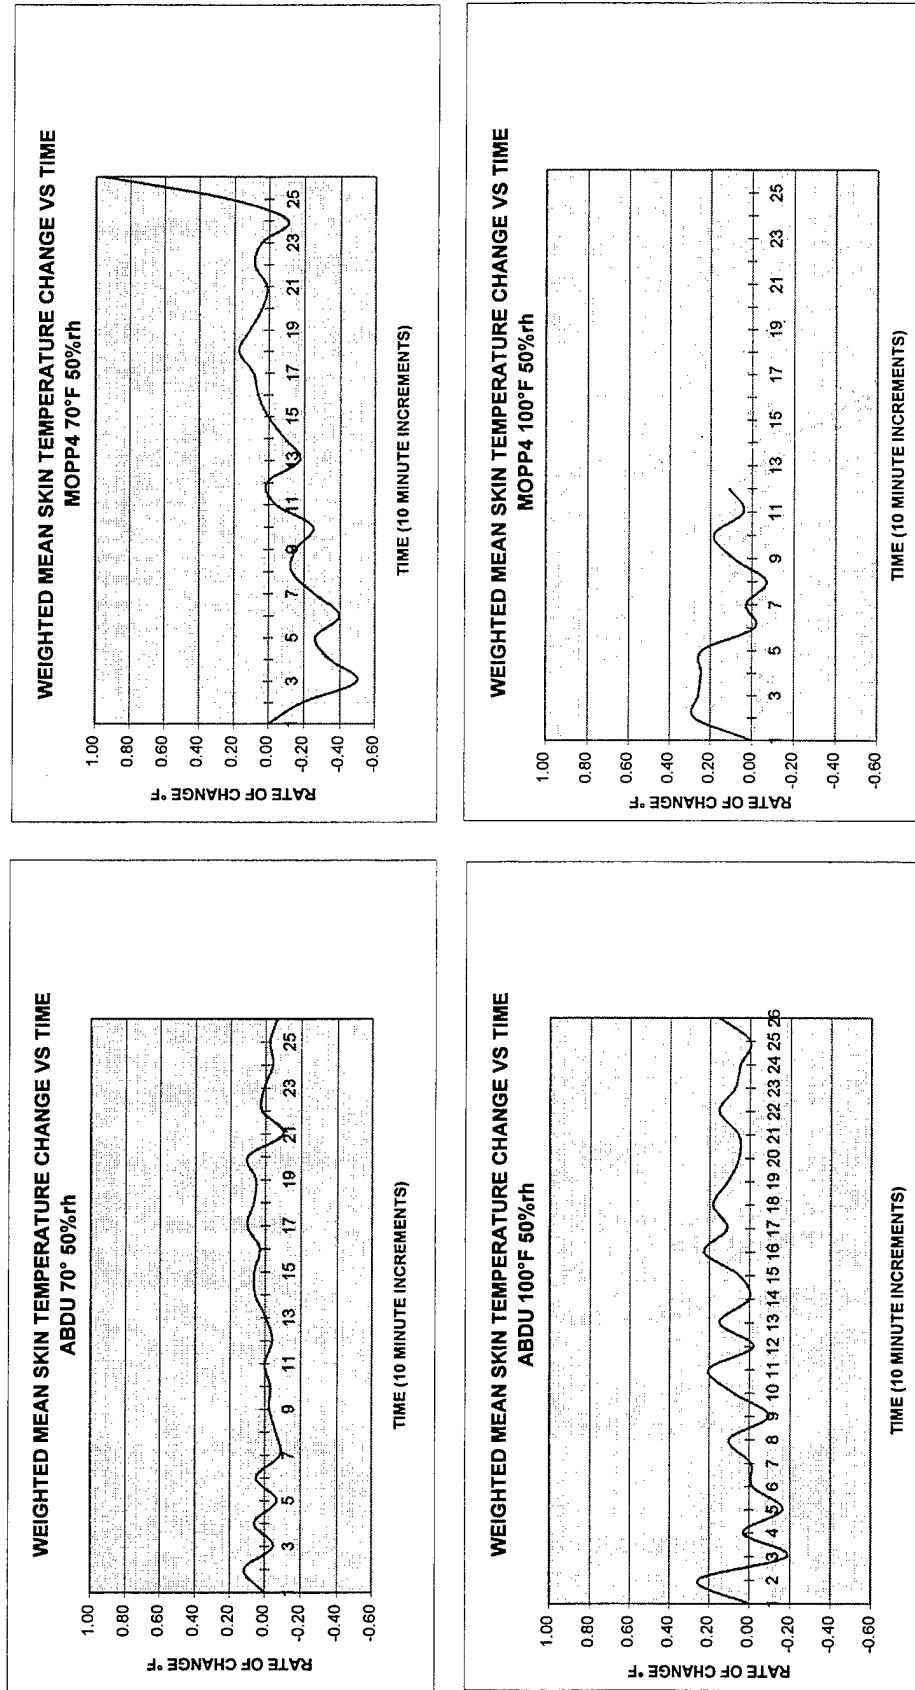 WEIGHTED MEAN SKIN TEMPERATURE CHANGE VS TIME
ABDU 70° 50%rh
RATE OF CHANGE °F
1.00
0.80
0.60
0.40
0.20
0.00
-0.20
-0.40
-0.60
1 3 5 7 9 11 13 15 17 19 21 23 25
TIME (10 MINUTE INCREMENTS)
WEIGHTED MEAN SKIN TEMPERATURE CHANGE VS TIME
MOPP4 70°F 50%rh
RATE OF CHANGE °F
1.00
0.80
0.60
0.40
0.20
0.00
-0.20
-0.40
-0.60
1 3 5 7 9 11 13 15 17 19 21 23 25
TIME (10 MINUTE INCREMENTS)
WEIGHTED MEAN SKIN TEMPERATURE CHANGE VS TIME
ABDU 100°F 50%rh
RATE OF CHANGE °F
1.00
0.80
0.60
0.40
0.20
0.00
-0.20
-0.40
-0.60
1 2 3 4 5 6 7 8 9 10 11 12 13 14 15 16 17 18 19 20 21 22 23 24 25 26
TIME (10 MINUTE INCREMENTS)
WEIGHTED MEAN SKIN TEMPERATURE CHANGE VS TIME
MOPP4 100°F 50%rh
RATE OF CHANGE °F
1.00
0.80
0.60
0.40
0.20
0.00
-0.20
-0.40
-0.60
1 3 5 7 9 11 13 15 17 19 21 23 25
TIME (10 MINUTE INCREMENTS)